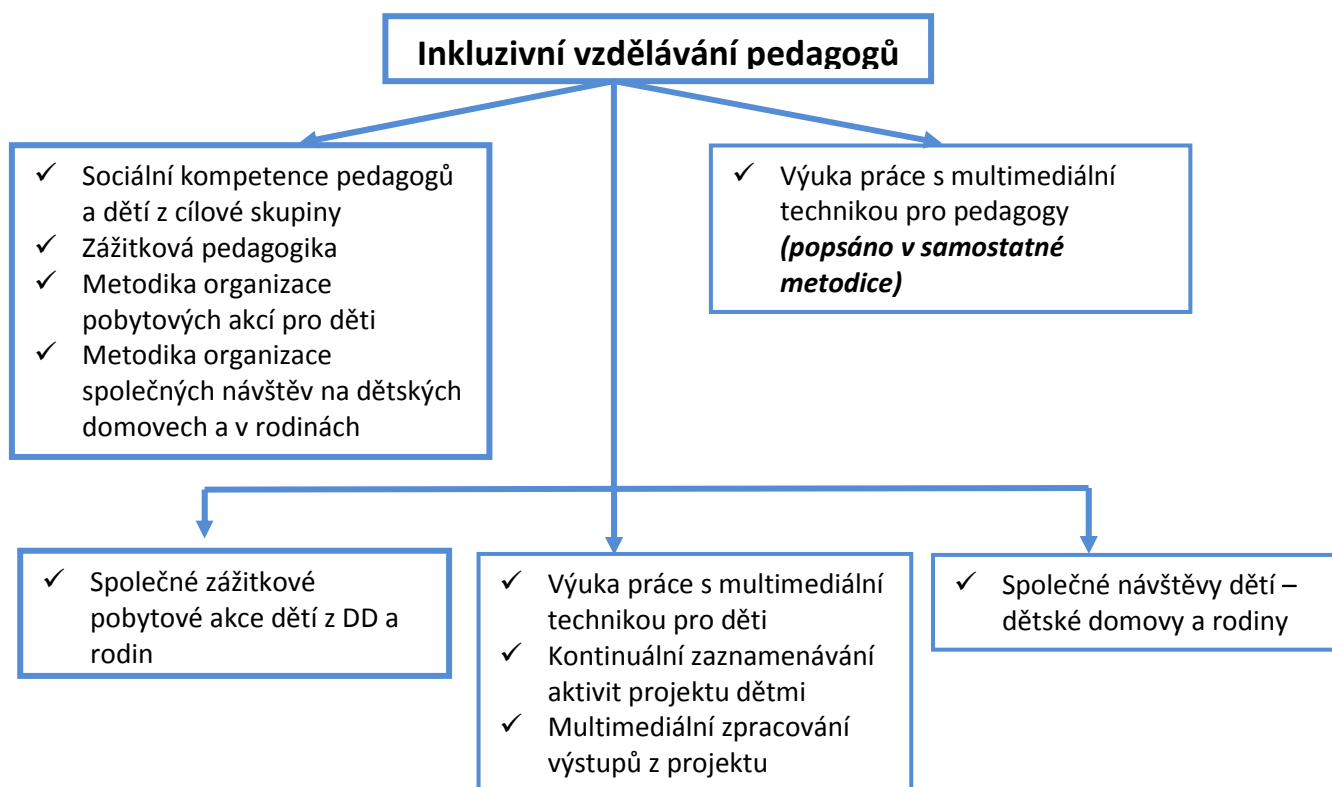 Inkluzivní vzdělávání pedagogů
✓ Sociální kompetence pedagogů
a dětí z cílové skupiny
✓ Zážitková pedagogika
✓ Metodika organizace
pobytových akcí pro děti
✓ Metodika organizace
společných návštěv na dětských
domovech a v rodinách
✓ Výuka práce s multimediální
technikou pro pedagogy
(popsáno v samostatné
metodice)
✓ Společné zážitkové
pobytové akce dětí z DD a
rodin
✓ Výuka práce s multimediální
technikou pro děti
✓ Kontinuální zaznamenávání
aktivit projektu dětmi
✓ Multimediální zpracování
výstupů z projektu
✓ Společné návštěvy dětí –
dětské domovy a rodiny